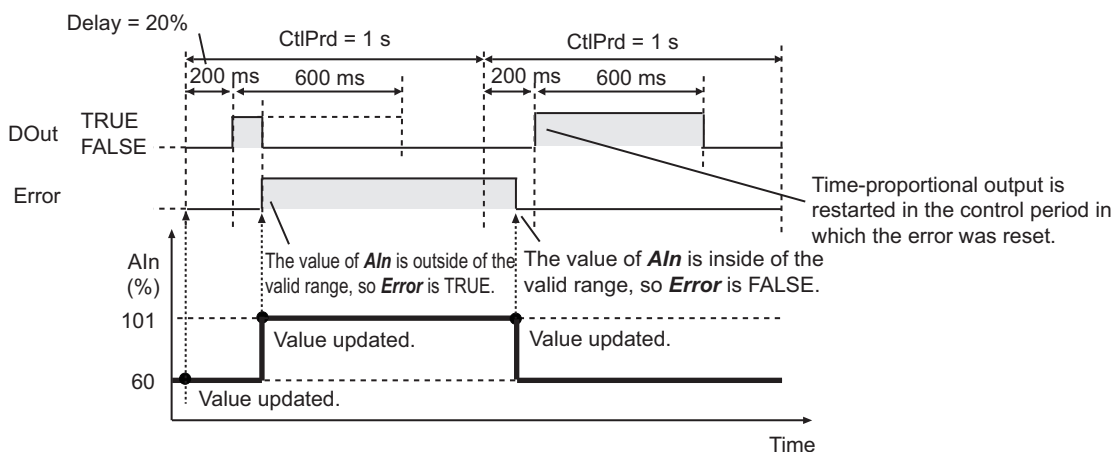 Delay = 20%
CtlPrd = 1 s
CtlPrd = 1 s
200 ms
600 ms
200 ms
600 ms
DOut
TRUE
FALSE
Error
Time-proportional output is
restarted in the control period in
which the error was reset.
AIn
(%)
The value of AIn is outside of the
valid range, so Error is TRUE.
The value of AIn is inside of the
valid range, so Error is FALSE.
101
Value updated.
Value updated.
60
Value updated.
Time